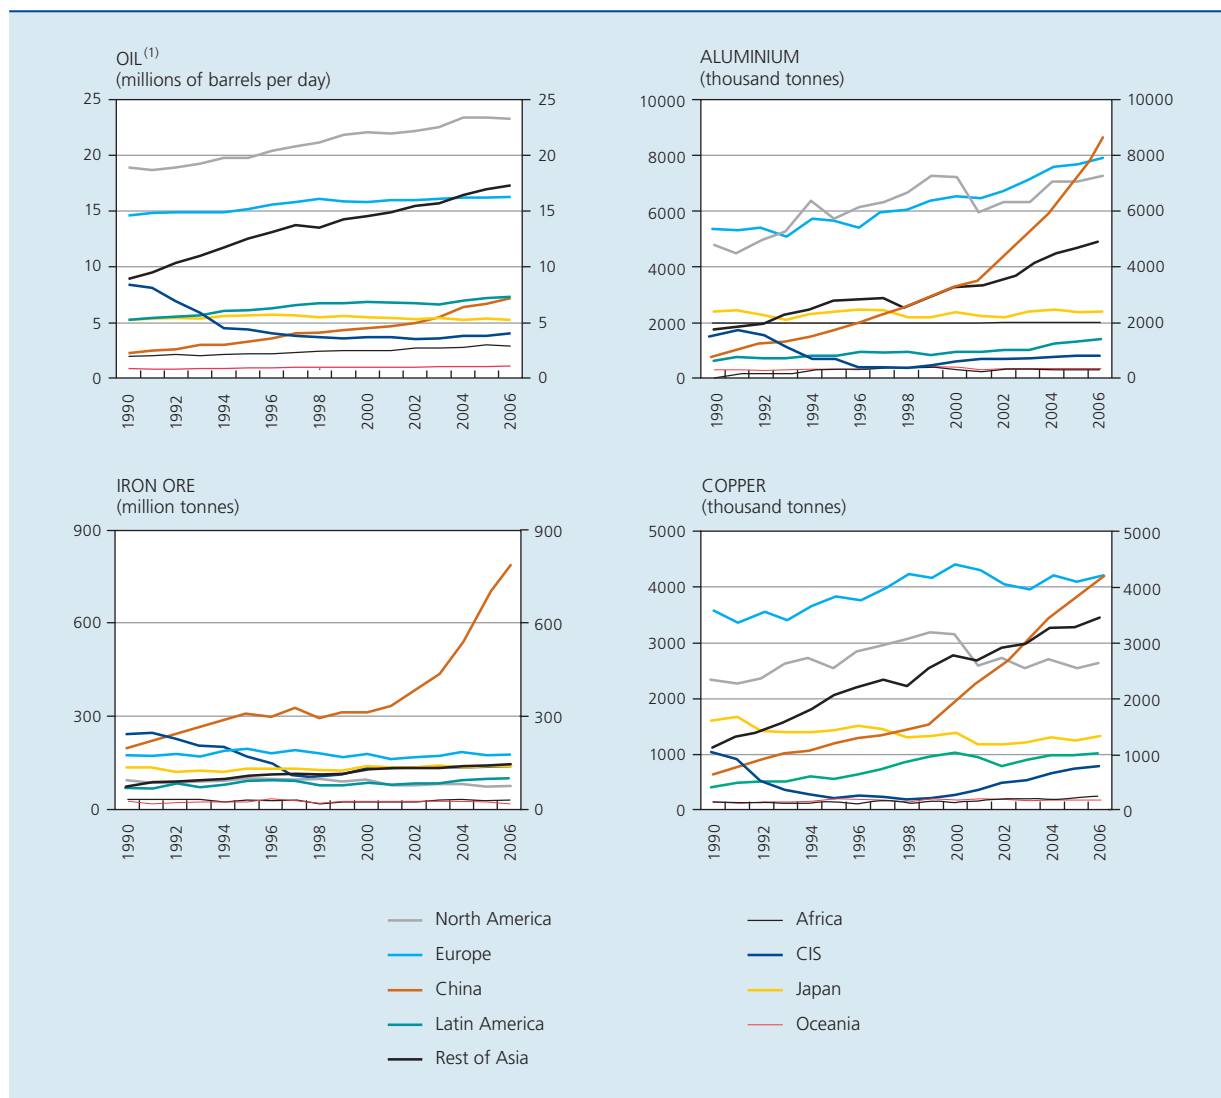 OIL (1)
(millions of barrels per day)
25 25
20 20
15 15
10 10
5 5
0 0
1990 1992 1994 1996 1998 2000 2002 2004 2006
ALUMINIUM
(thousand tonnes)
10000 10000
8000 8000
6000 6000
4000 4000
2000 2000
0 0
1990 1992 1994 1996 1998 2000 2002 2004 2006
IRON ORE
(million tonnes)
900 900
600 600
300 300
0 0
1990 1992 1994 1996 1998 2000 2002 2004 2006
COPPER
(thousand tonnes)
5000 5000
4000 4000
3000 3000
2000 2000
1000 1000
0 0
1990 1992 1994 1996 1998 2000 2002 2004 2006
North America
Europe
China
Latin America
Rest of Asia
Africa
CIS
Japan
Oceania